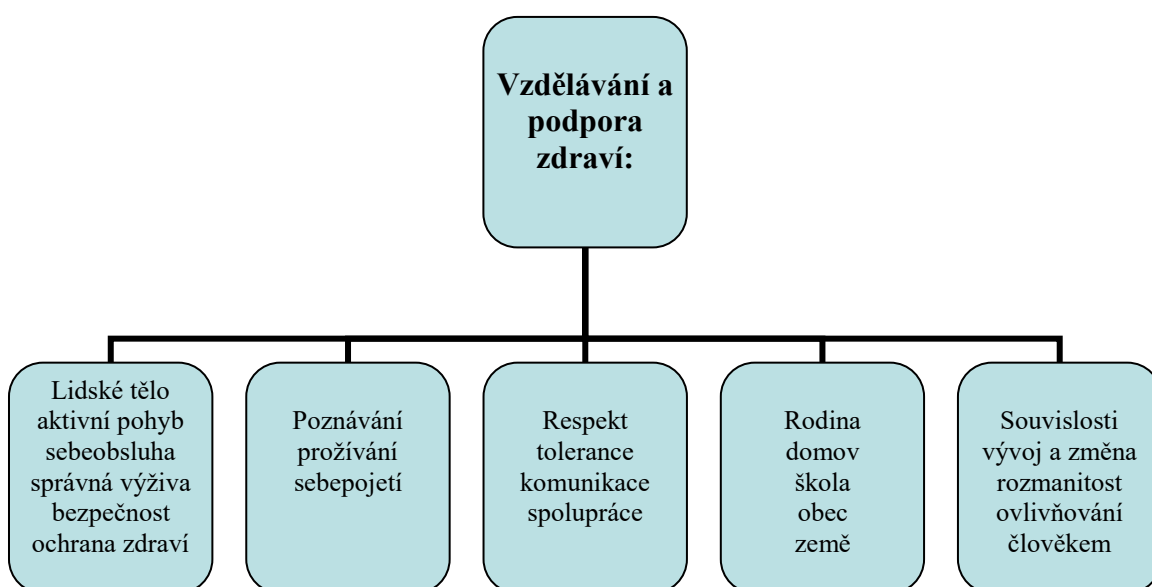 Vzdělávání a
podpora
zdraví:
Lidské tělo
aktivní pohyb
sebeobsluha
správná výživa
bezpečnost
ochrana zdraví
Poznávání
prožívání
sebepojetí
Respekt
tolerance
komunikace
spolupráce
Rodina
domov
škola
obec
země
Souvislosti
vývoj a změna
rozmanitost
ovlivňování
člověkem